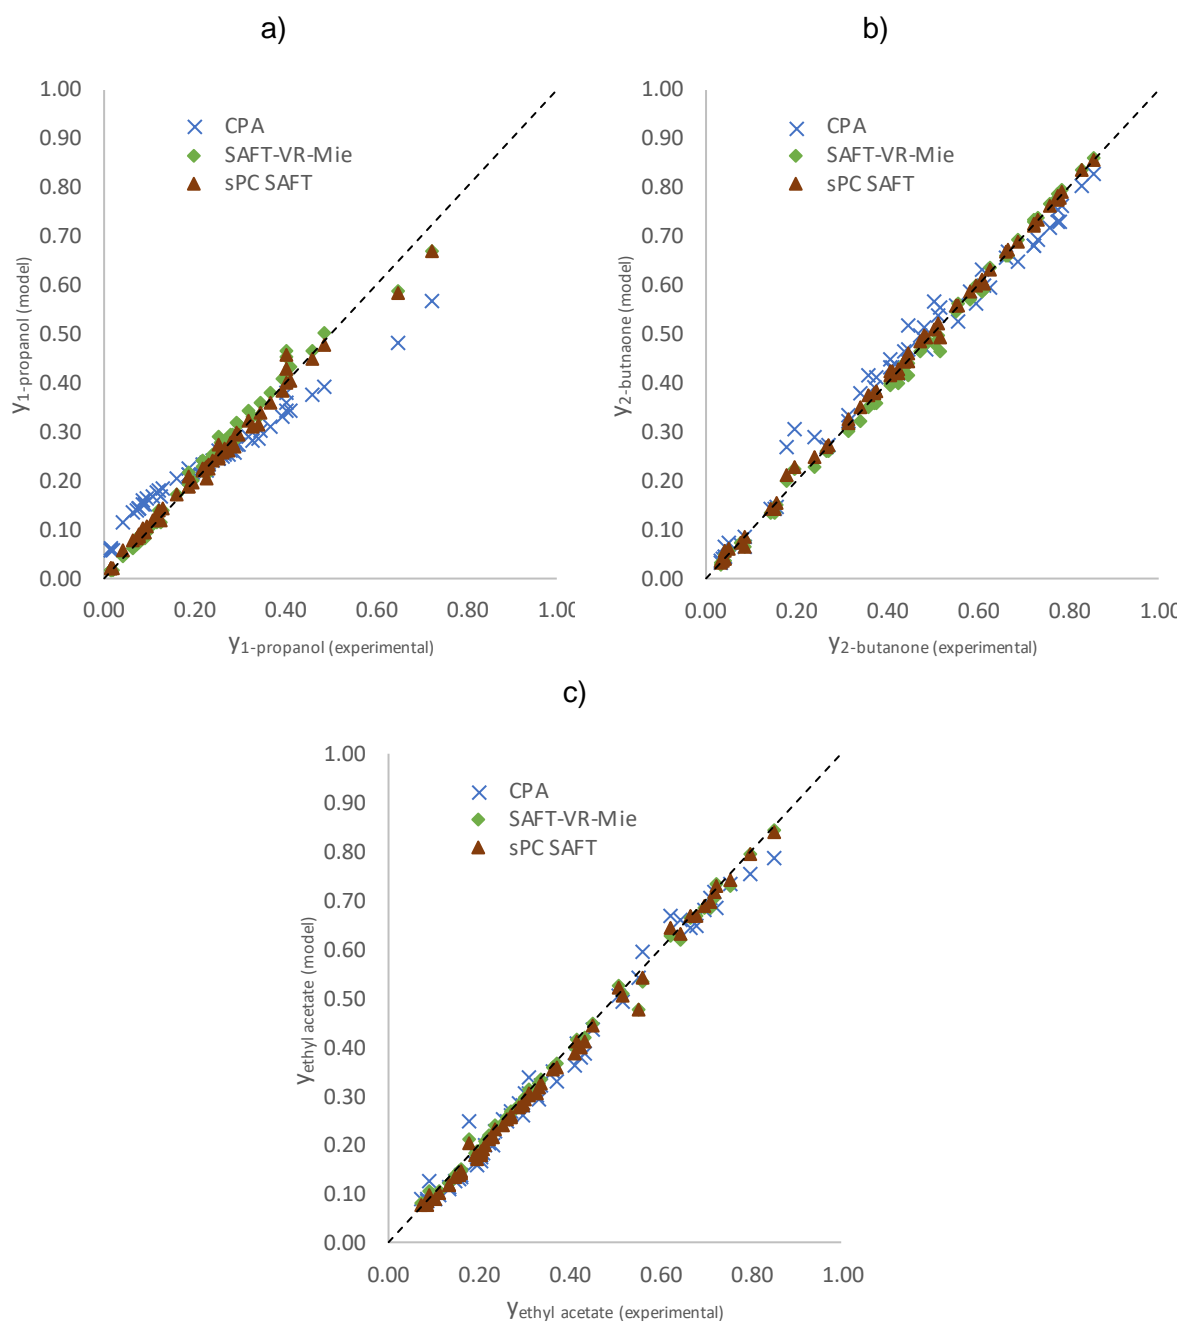 a)
1.00
0.90
0.80
0.70
0.60
0.50
0.40
0.30
0.20
0.10
0.00
y1-propanol (model)
CPA
SAFT-VR-Mie
sPC SAFT
0.00 0.20 0.40 0.60 0.80 1.00
y1-propanol (experimental)
b)
1.00
0.90
0.80
0.70
0.60
0.50
0.40
0.30
0.20
0.10
0.00
y2-butnaone (model)
CPA
SAFT-VR-Mie
sPC SAFT
0.00 0.20 0.40 0.60 0.80 1.00
y2-butanone (experimental)
c)
1.00
0.90
0.80
0.70
0.60
0.50
0.40
0.30
0.20
0.10
0.00
yethyl acetate (model)
CPA
SAFT-VR-Mie
sPC SAFT
0.00 0.20 0.40 0.60 0.80 1.00
yethyl acetate (experimental)